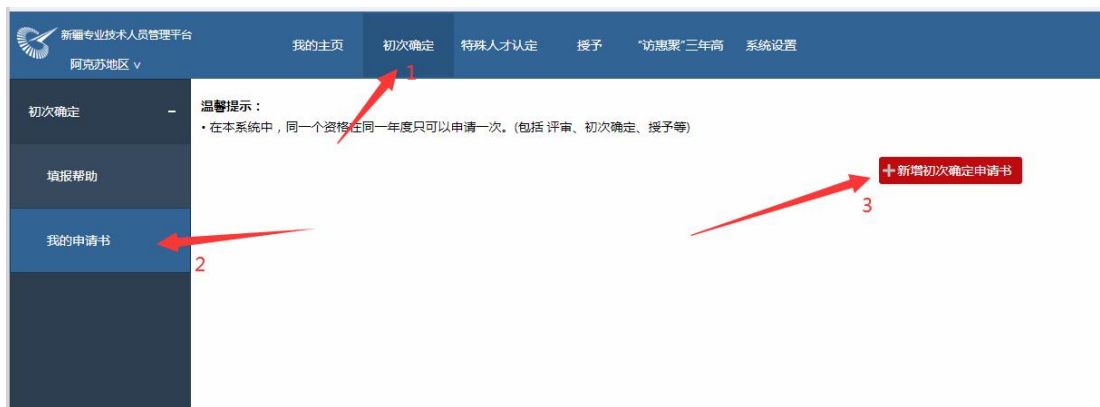 新疆专业技术人员管理平台
阿克苏地区 ∨
我的主页 初次确定 特殊人才认定 授予 “访惠聚”三年高 系统设置
1
初次确定 −
温馨提示：
• 在本系统中，同一个资格在同一年度只可以申请一次。(包括 评审、初次确定、授予等)
填报帮助
+新增初次确定申请书
3
我的申请书
2